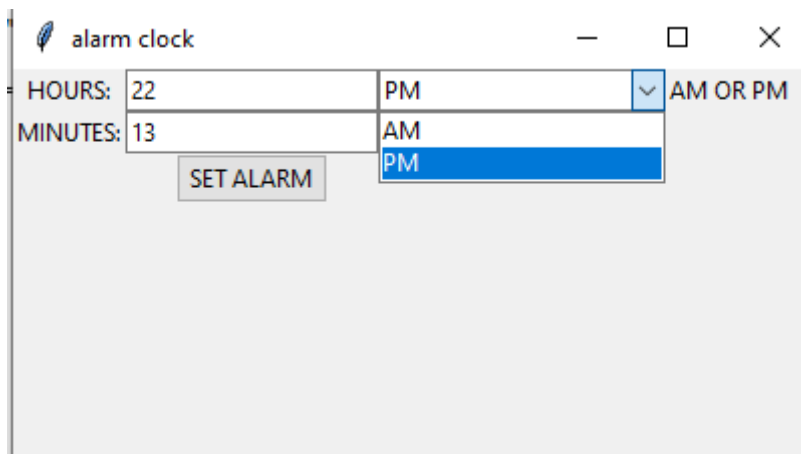 alarm clock
HOURS: 22 PM AM OR PM
MINUTES: 13 AM
PM
SET ALARM